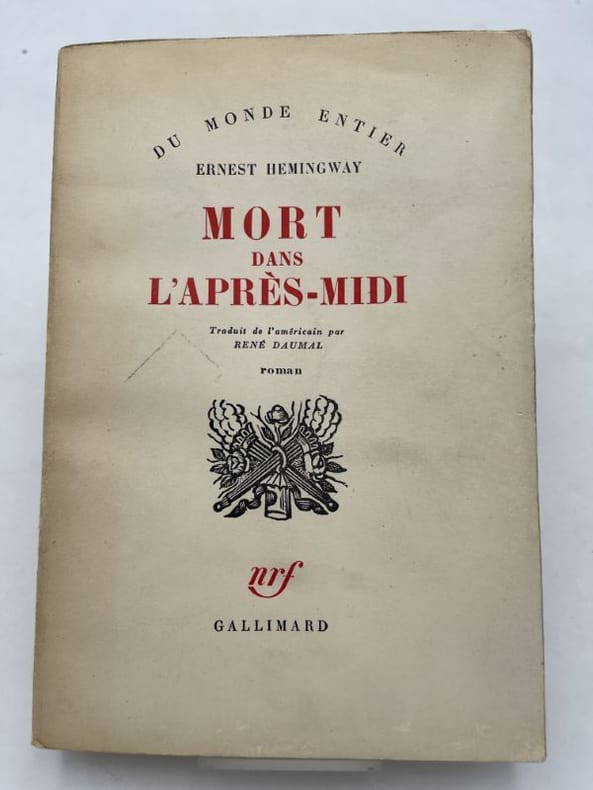 DU MONDE ENTIER
ERNEST HEMINGWAY
MORT
DANS
L'APRÈS-MIDI
Traduit de l'américain par
RENÉ DAUMAL
roman
nrf
GALLIMARD